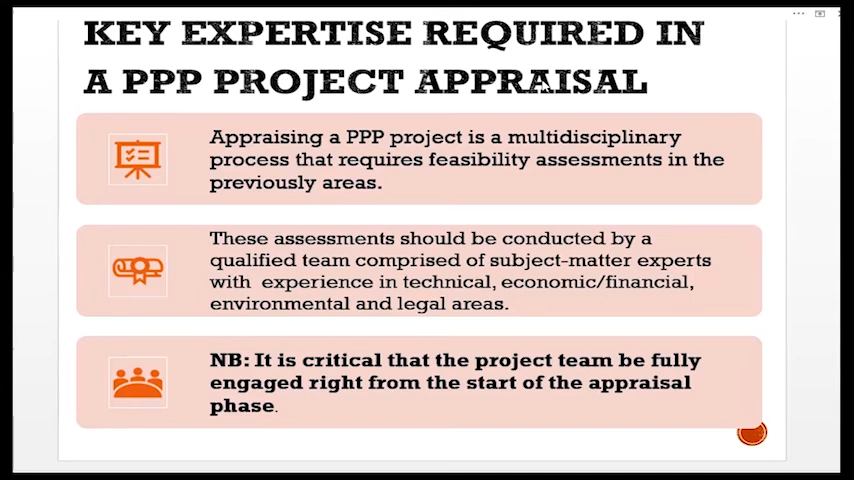 KEY EXPERTISE REQUIRED IN
A PPP PROJECT APPRAISAL
Appraising a PPP project is a multidisciplinary
process that requires feasibility assessments in the
previously areas.
These assessments should be conducted by a
qualified team comprised of subject-matter experts
with experience in technical, economic/financial,
environmental and legal areas.
NB: It is critical that the project team be fully
engaged right from the start of the appraisal
phase.